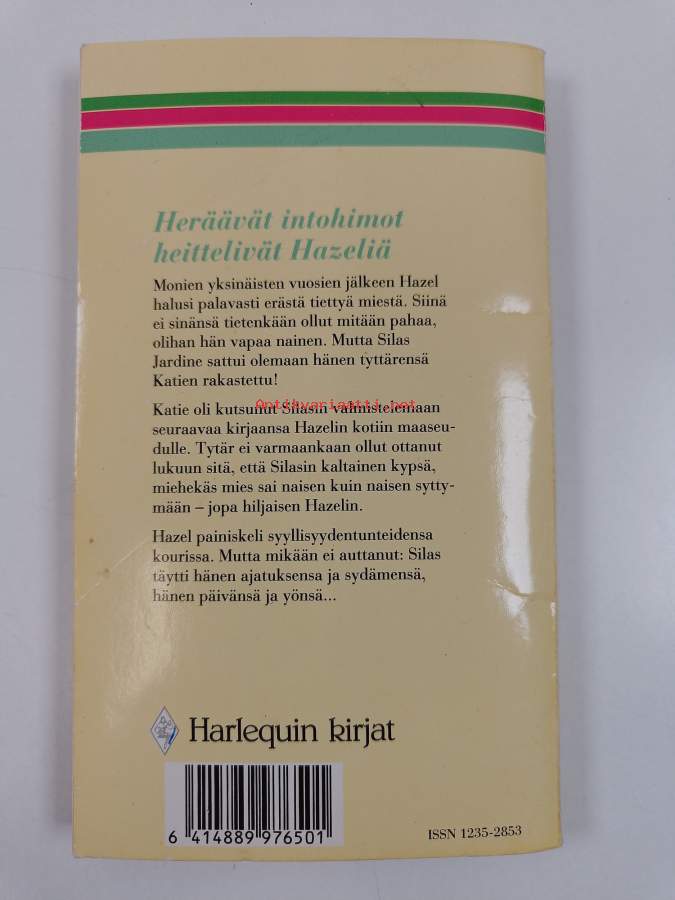 Heräävät intohimot
heittelivät Hazeliä
Monien yksinäisten vuosien jälkeen Hazel
halusi palavasti erästä tiettyä miestä. Siinä
ei sinänsä tietenkään ollut mitään pahaa,
olihan hän vapaa nainen. Mutta Silas
Jardine sattui olemaan hänen tyttärensä
Katien rakastettu!
Antikvariaatti.net
Katie oli kutsunut Silasin valmistelemaan
seuraavaa kirjaansa Hazelin kotiin maaseu-
dulle. Tytär ei varmaankaan ollut ottanut
lukuun sitä, että Silasin kaltainen kypsä,
miehekäs mies sai naisen kuin naisen sytty-
mään – jopa hiljaisen Hazelin.
Hazel painiskeli syyllisyydentunteidensa
kourissa. Mutta mikään ei auttanut: Silas
täytti hänen ajatuksensa ja sydämensä,
hänen päivänsä ja yönsä...
Harlequin kirjat
6 414889 976501
ISSN 1235-2853